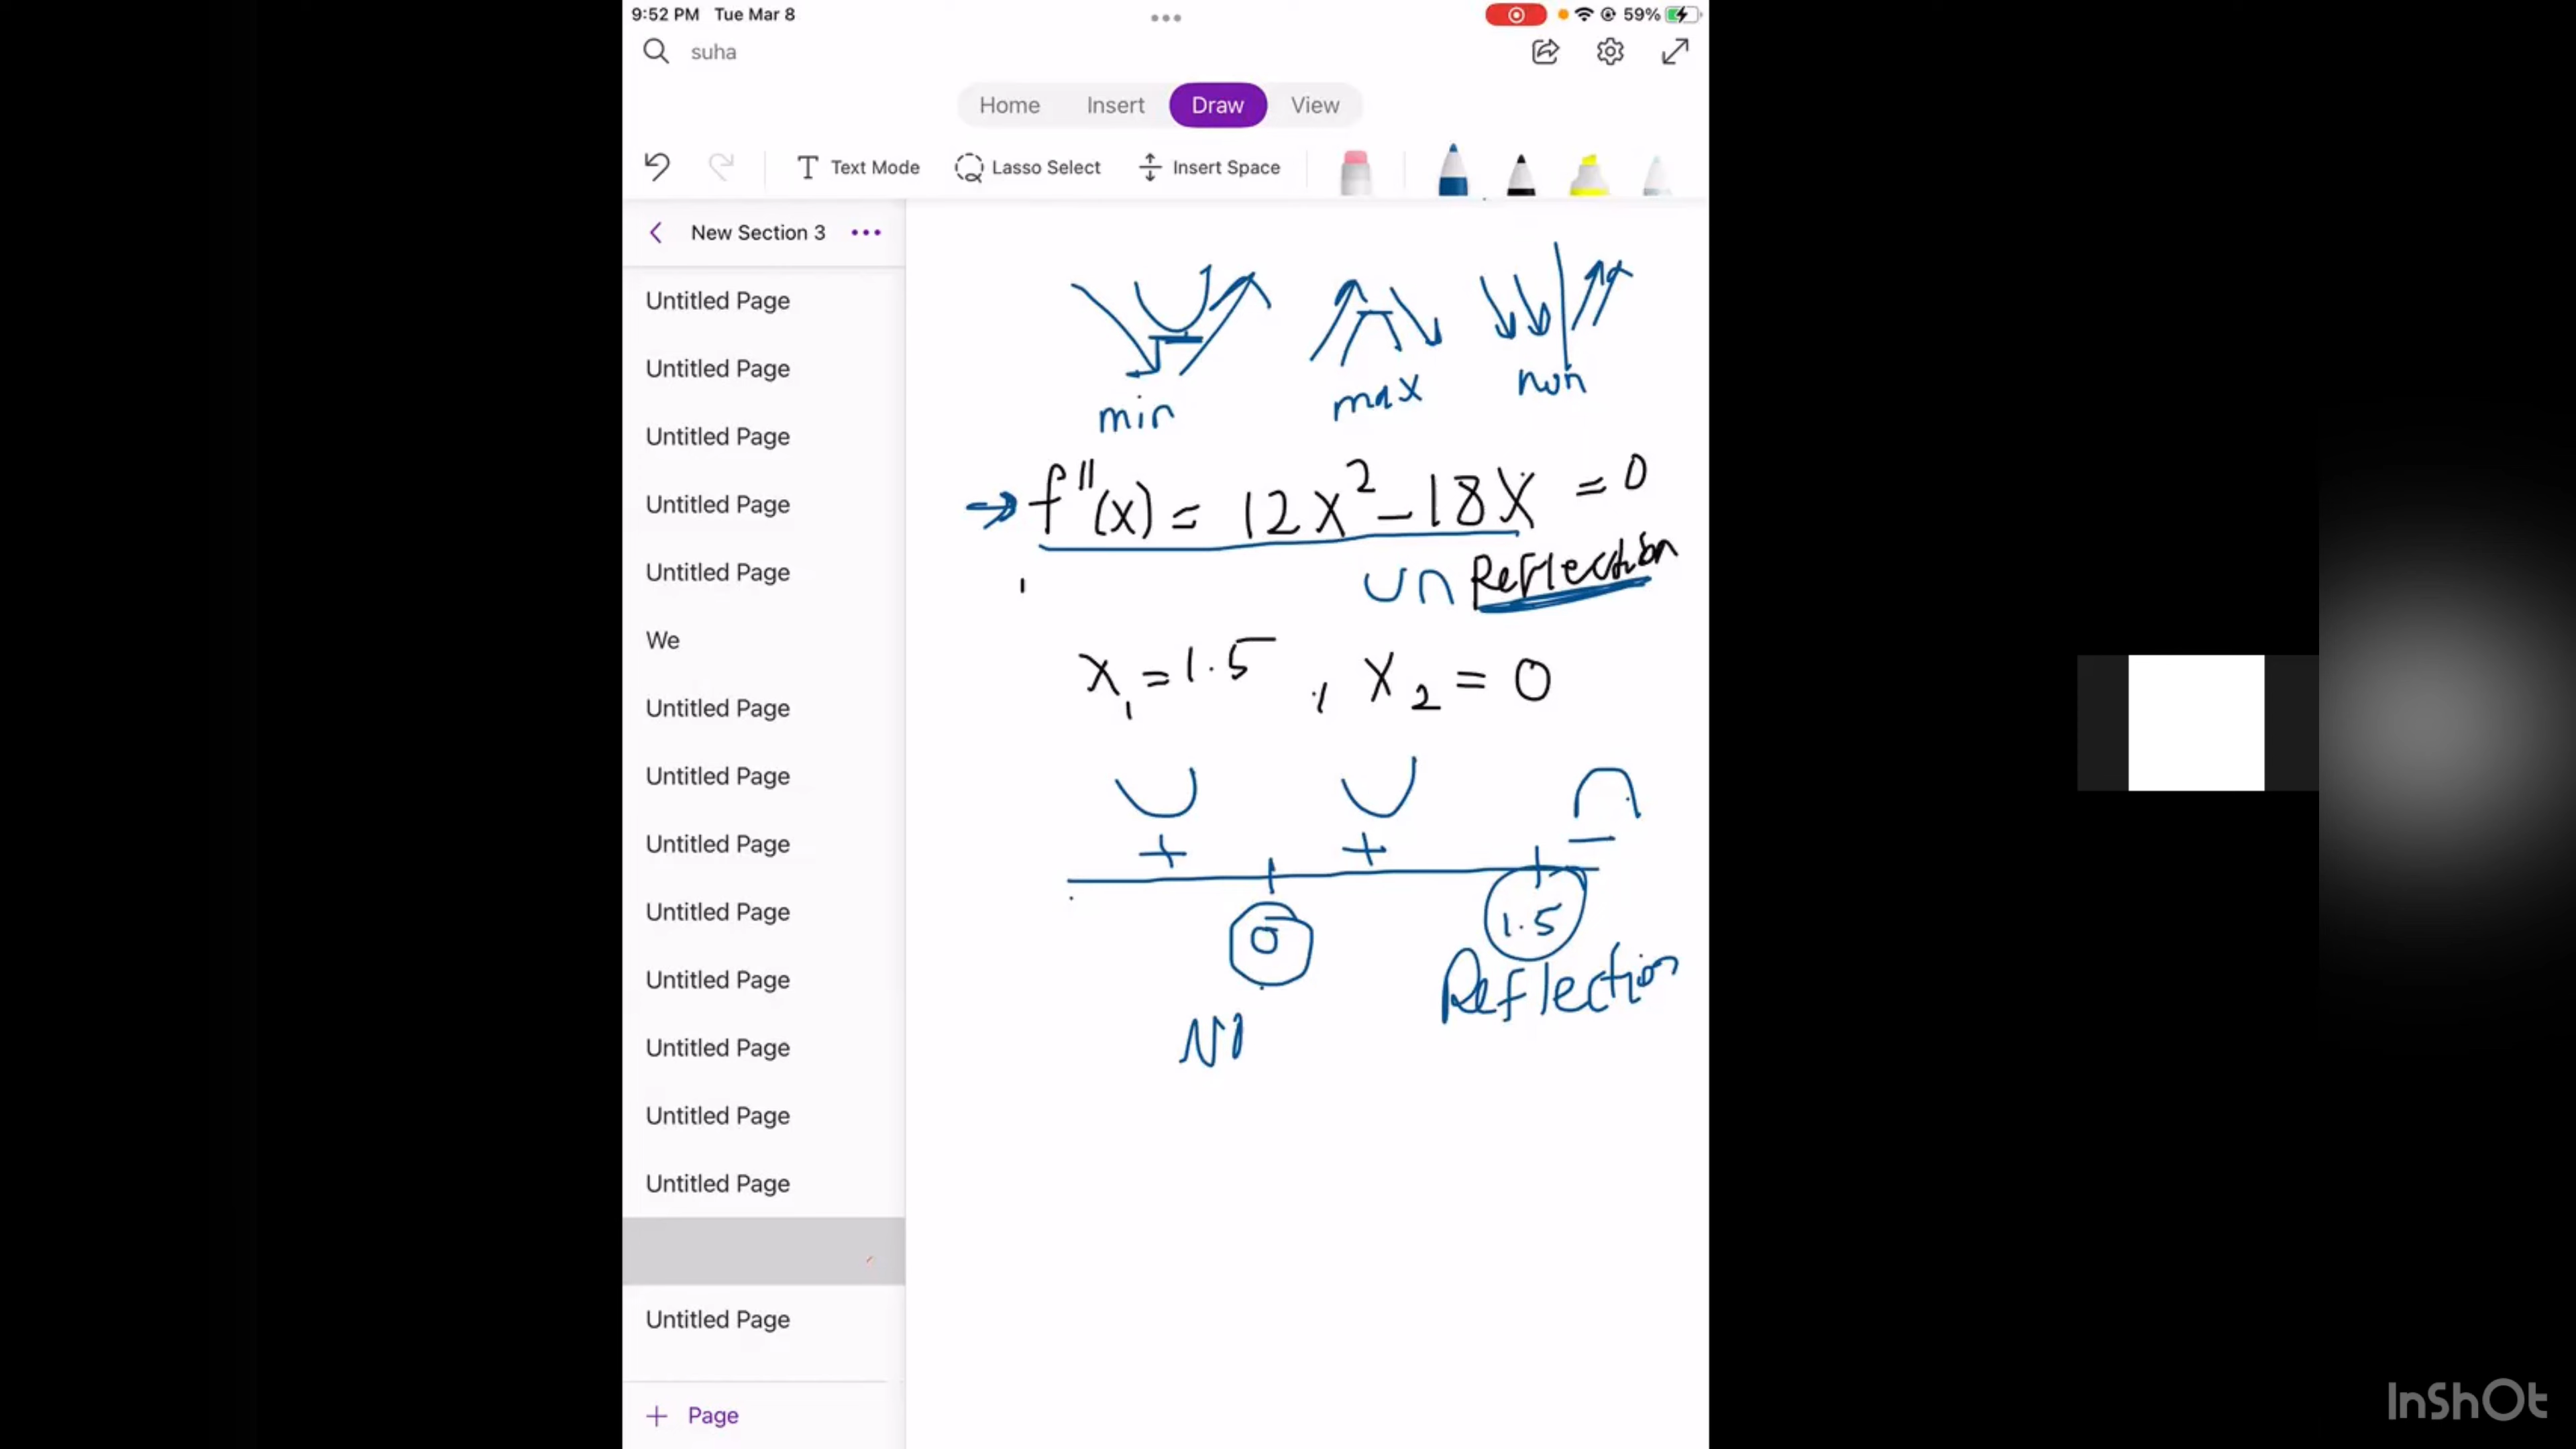 9:52 PM Tue Mar 8
59%
suha
Home Insert Draw View
Text Mode Lasso Select Insert Space
New Section 3
Untitled Page
Untitled Page
Untitled Page
Untitled Page
Untitled Page
We
Untitled Page
Untitled Page
Untitled Page
Untitled Page
Untitled Page
Untitled Page
Untitled Page
Untitled Page
Untitled Page
+ Page
min max non
→ f''(x) = 12x² - 18x = 0
∪∩ Reflection
x₁ = 1.5 , x₂ = 0
∪ ∪ ∩
+ + -
0 1.5
Reflection
InShOt